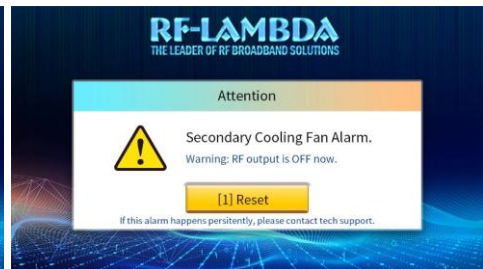 RF-LAMBDA
THE LEADER OF RF BROADBAND SOLUTIONS
Attention
Secondary Cooling Fan Alarm.
Warning: RF output is OFF now.
[1] Reset
If this alarm happens persitently, please contact tech support.